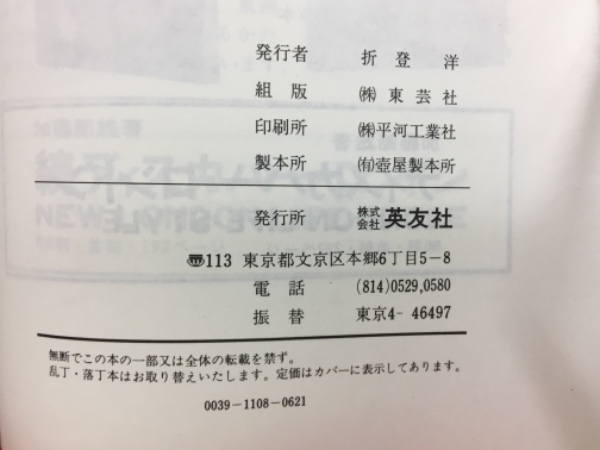 発行者 折登洋
組版 ㈱東芸社
印刷所 ㈱平河工業社
製本所 ㈲壺屋製本所
発行所 株式会社 英友社
〠113 東京都文京区本郷6丁目5−8
電話 (814)0529,0580
振替 東京4- 46497
無断でこの本の一部又は全体の転載を禁ず。
乱丁・落丁本はお取り替えいたします。定価はカバーに表示してあります。
0039−1108−0621